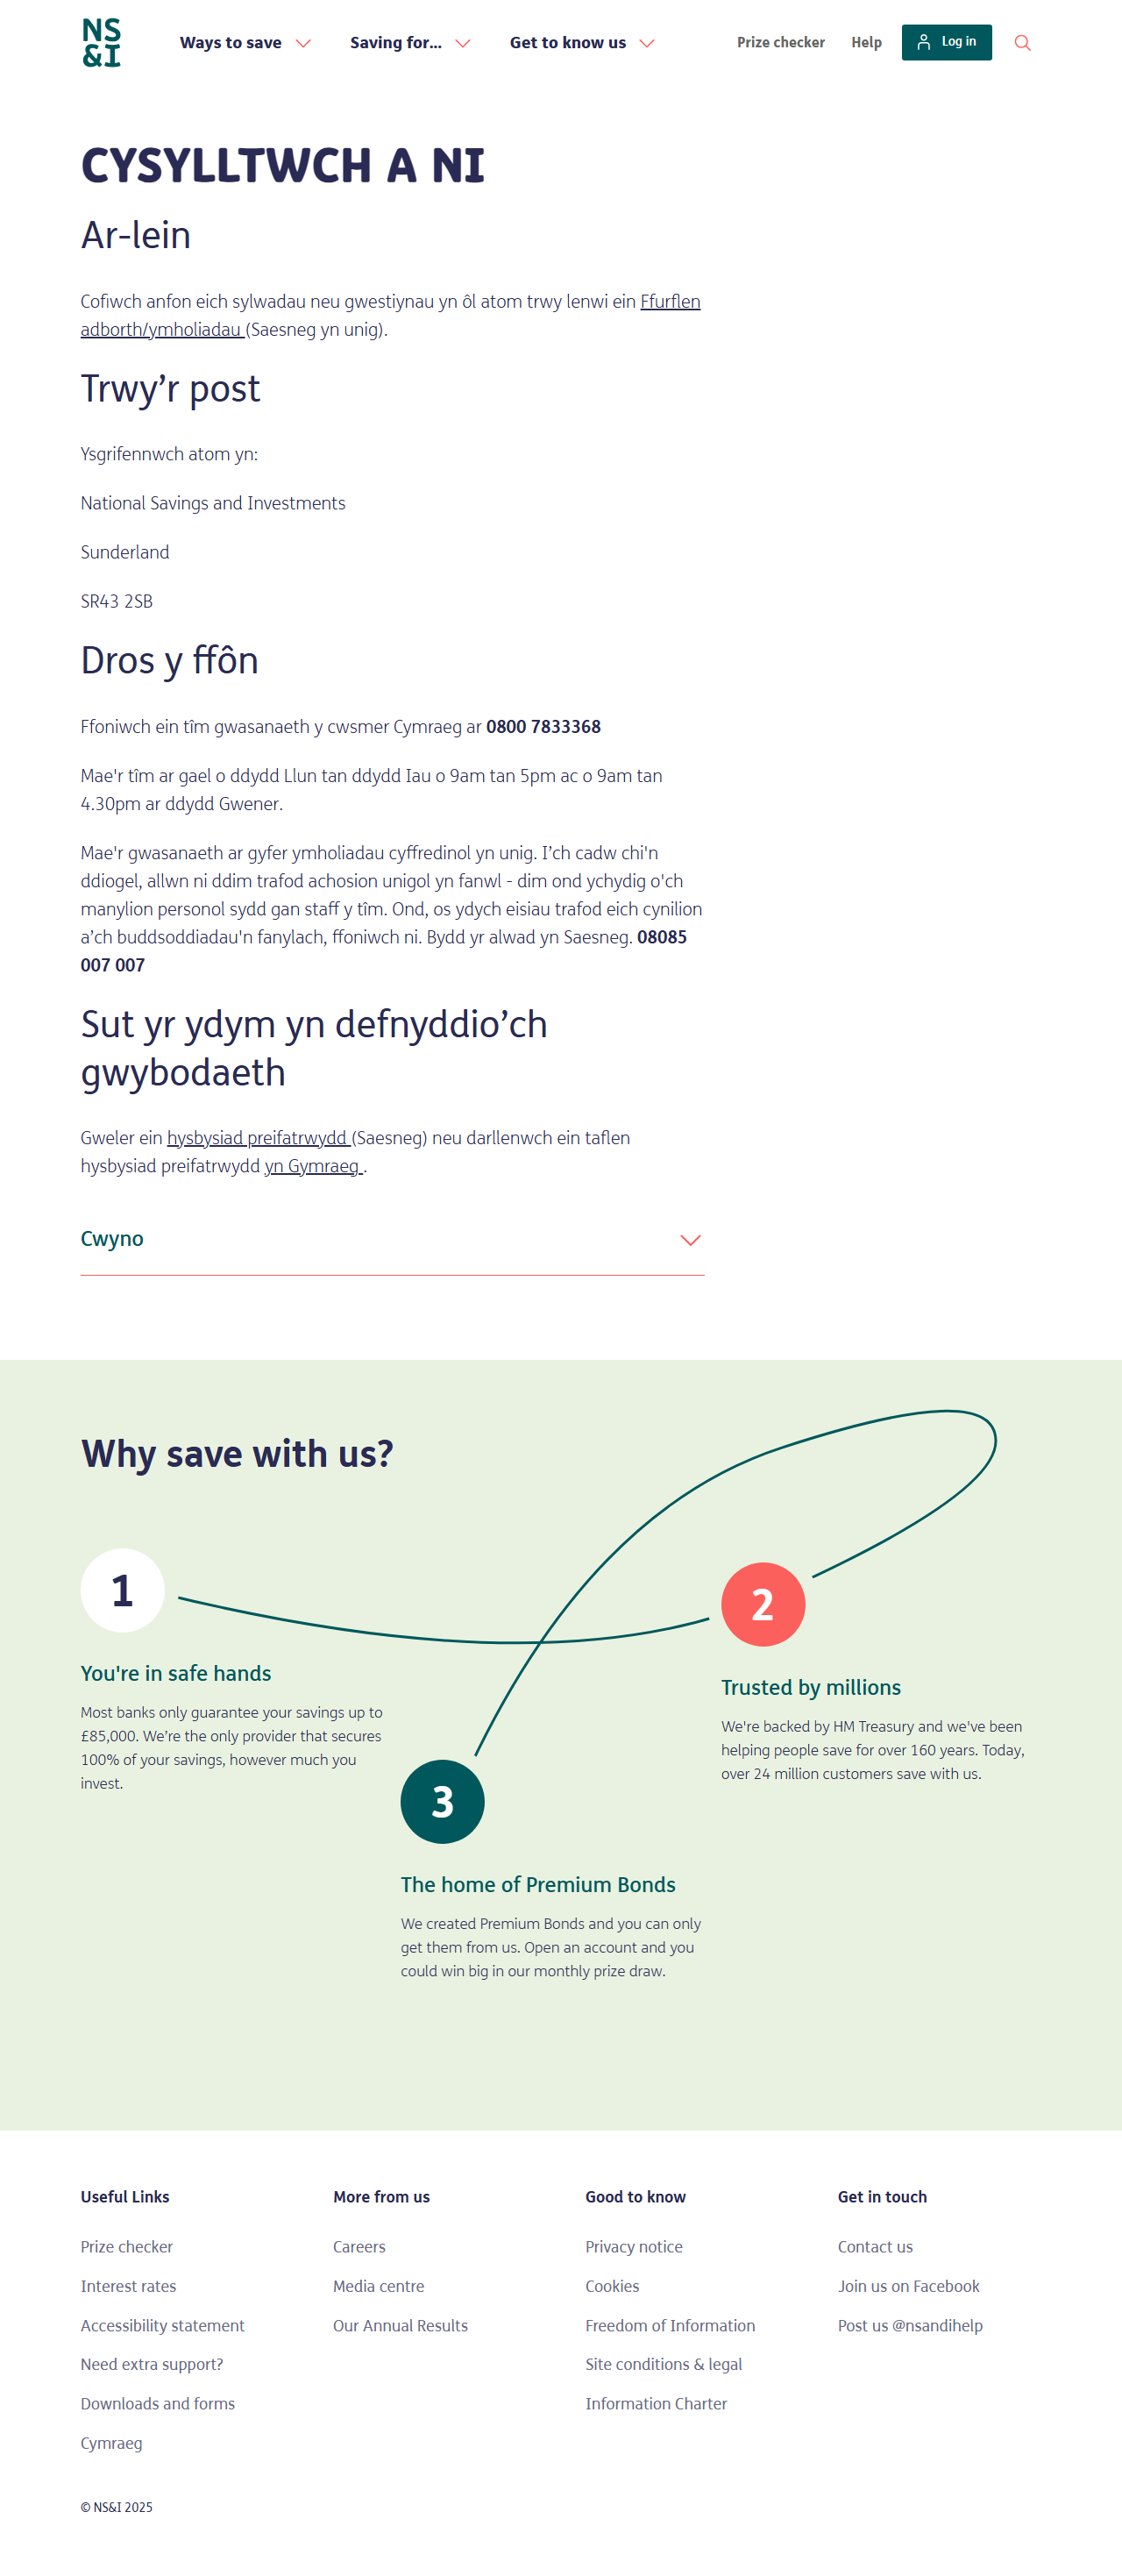 NS
&I
Ways to save
Saving for...
Get to know us
Prize checker
Help
Log in
CYSYLLTWCH A NI
Ar-lein
Cofiwch anfon eich sylwadau neu gwestiynau yn ôl atom trwy lenwi ein Ffurflen
adborth/ymholiadau (Saesneg yn unig).
Trwy’r post
Ysgrifennwch atom yn:
National Savings and Investments
Sunderland
SR43 2SB
Dros y ffôn
Ffoniwch ein tîm gwasanaeth y cwsmer Cymraeg ar 0800 7833368
Mae'r tîm ar gael o ddydd Llun tan ddydd Iau o 9am tan 5pm ac o 9am tan
4.30pm ar ddydd Gwener.
Mae'r gwasanaeth ar gyfer ymholiadau cyffredinol yn unig. I’ch cadw chi'n
ddiogel, allwn ni ddim trafod achosion unigol yn fanwl - dim ond ychydig o'ch
manylion personol sydd gan staff y tîm. Ond, os ydych eisiau trafod eich cynilion
a’ch buddsoddiadau'n fanylach, ffoniwch ni. Bydd yr alwad yn Saesneg. 08085
007 007
Sut yr ydym yn defnyddio’ch
gwybodaeth
Gweler ein hysbysiad preifatrwydd (Saesneg) neu darllenwch ein taflen
hysbysiad preifatrwydd yn Gymraeg .
Cwyno
Why save with us?
1
You're in safe hands
Most banks only guarantee your savings up to
£85,000. We’re the only provider that secures
100% of your savings, however much you
invest.
2
Trusted by millions
We're backed by HM Treasury and we've been
helping people save for over 160 years. Today,
over 24 million customers save with us.
3
The home of Premium Bonds
We created Premium Bonds and you can only
get them from us. Open an account and you
could win big in our monthly prize draw.
Useful Links
Prize checker
Interest rates
Accessibility statement
Need extra support?
Downloads and forms
Cymraeg
More from us
Careers
Media centre
Our Annual Results
Good to know
Privacy notice
Cookies
Freedom of Information
Site conditions & legal
Information Charter
Get in touch
Contact us
Join us on Facebook
Post us @nsandihelp
© NS&I 2025